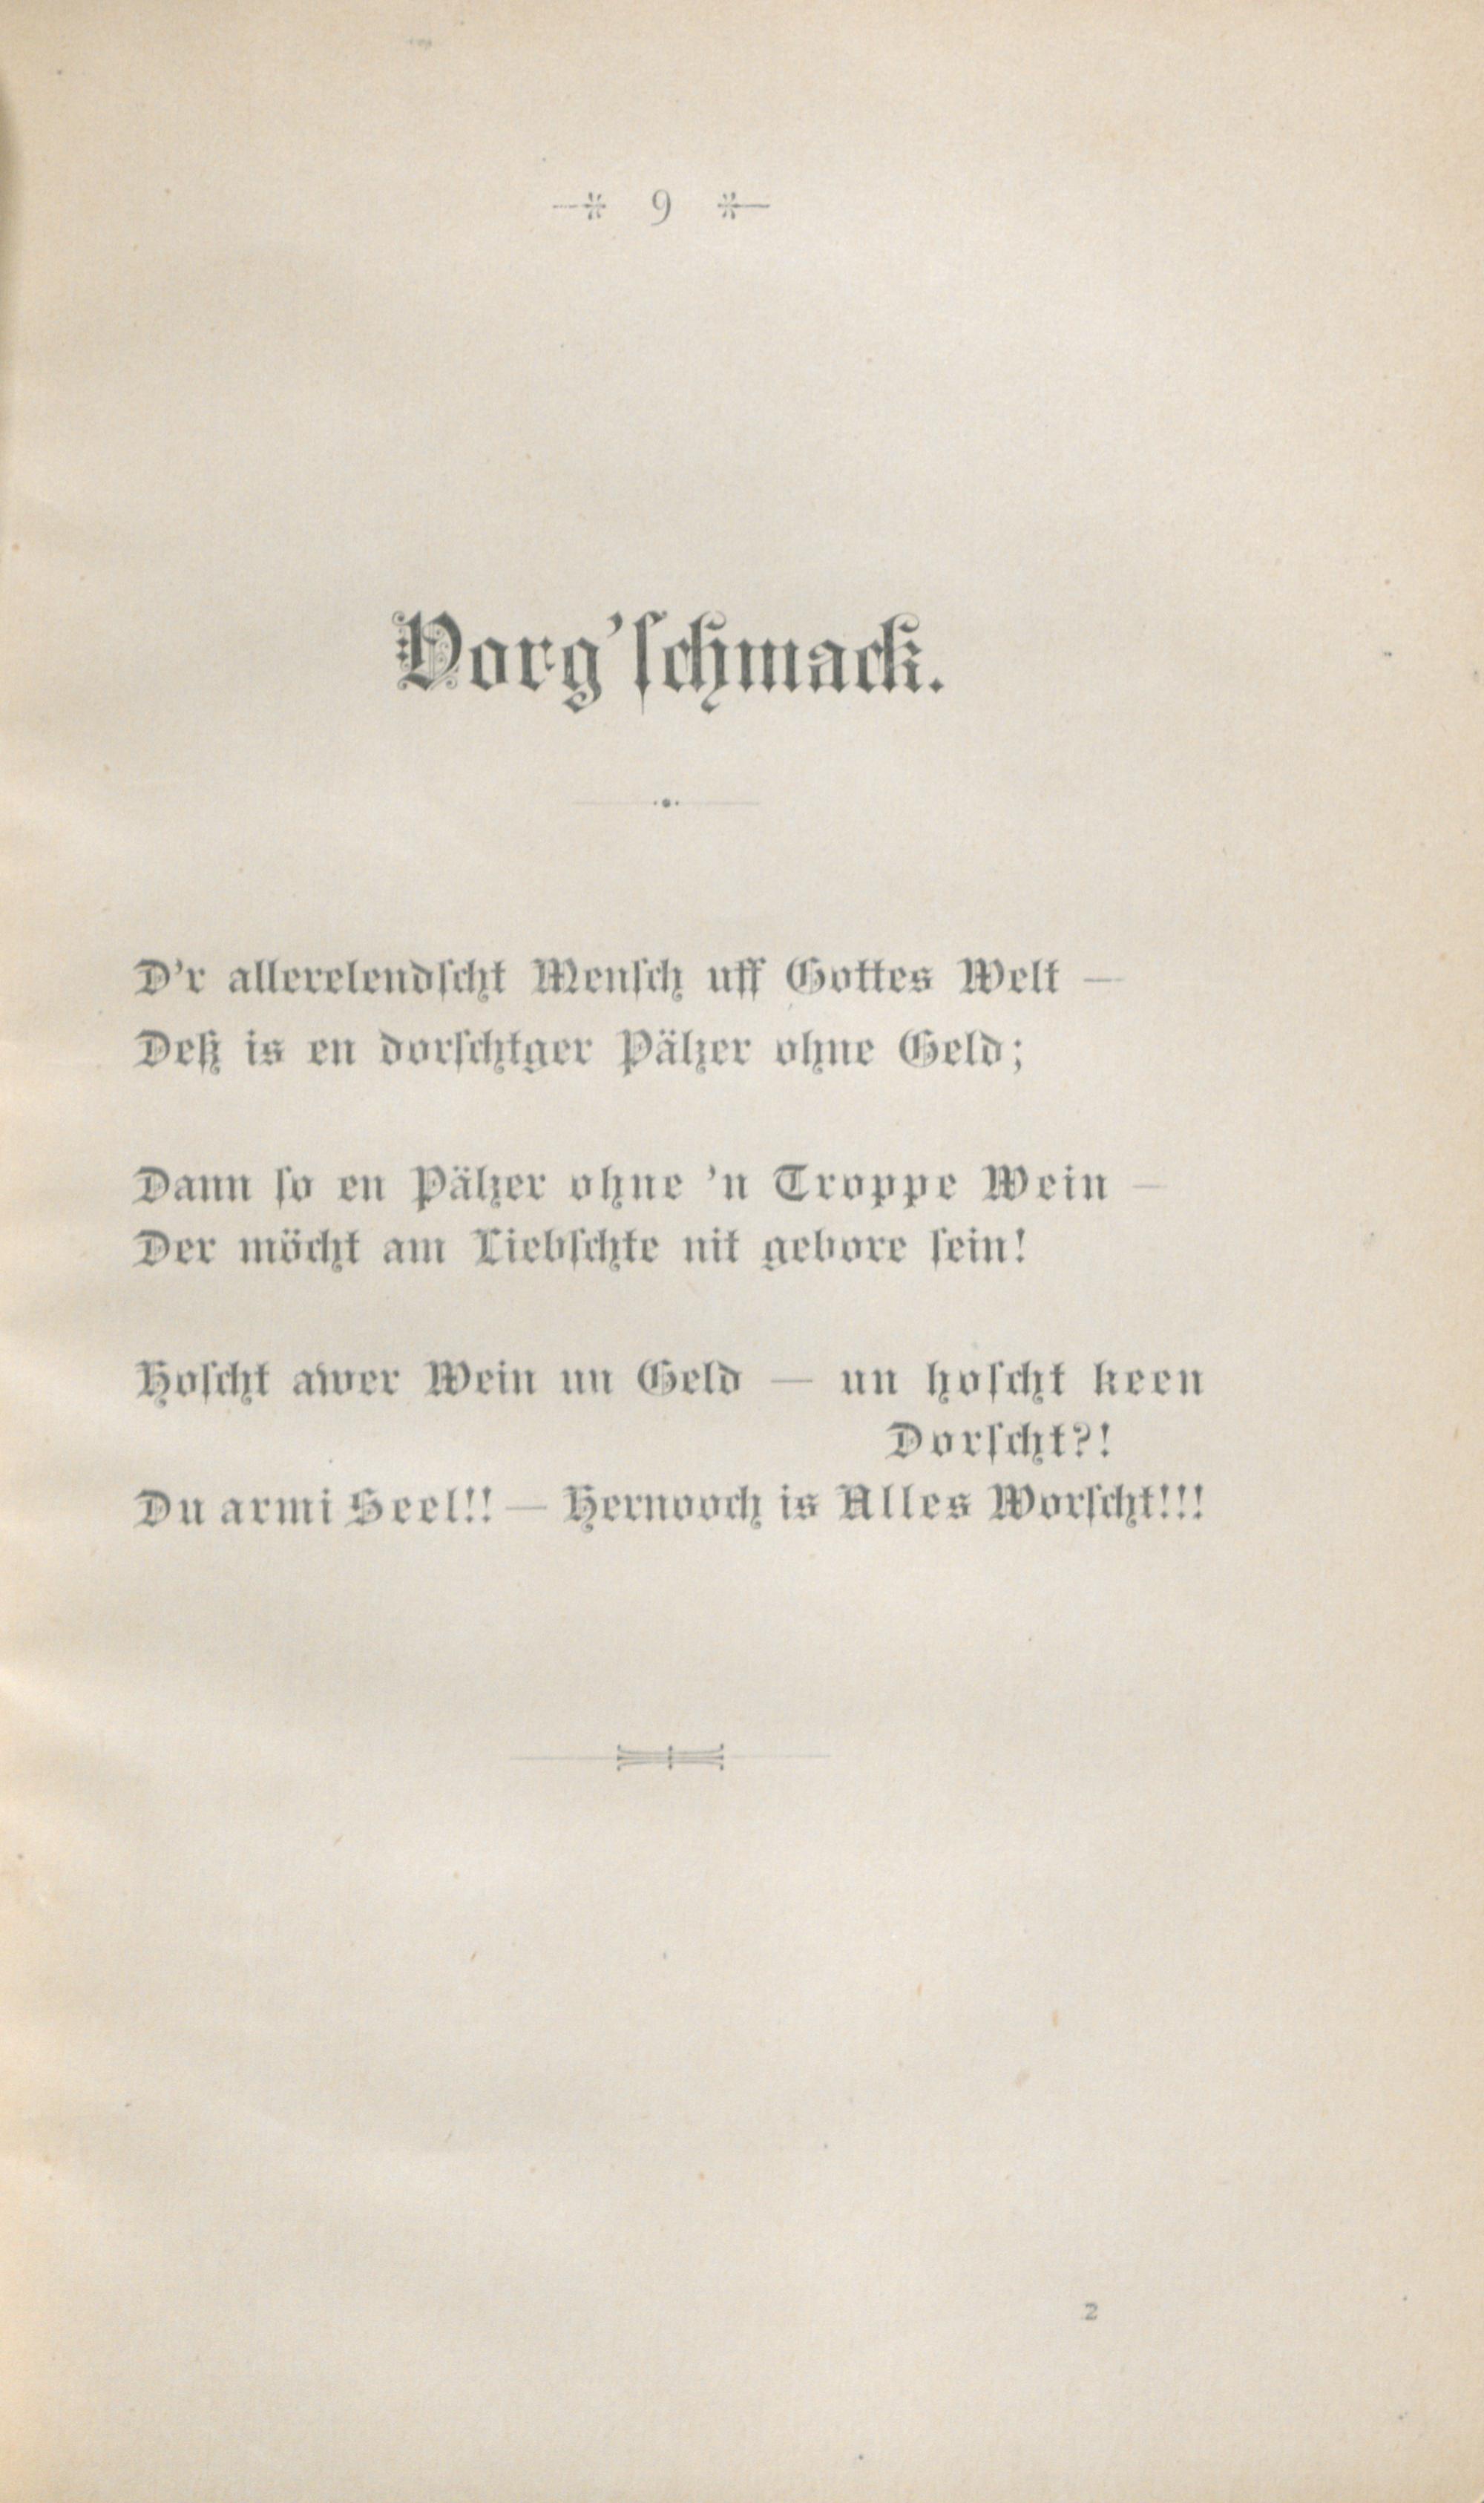 9
Vorg'schmack.
D'r allerelendscht Mensch uff Gottes Welt —
Deß is en dorschtger Pälzer ohne Geld;
Dann so en Pälzer ohne 'n Troppe Wein —
Der möcht am Liebschte nit gebore sein!
Hoscht awer Wein un Geld — un hoscht keen
Dorscht?!
Du armi Seel!! — Hernooch is Alles Worscht!!!
2